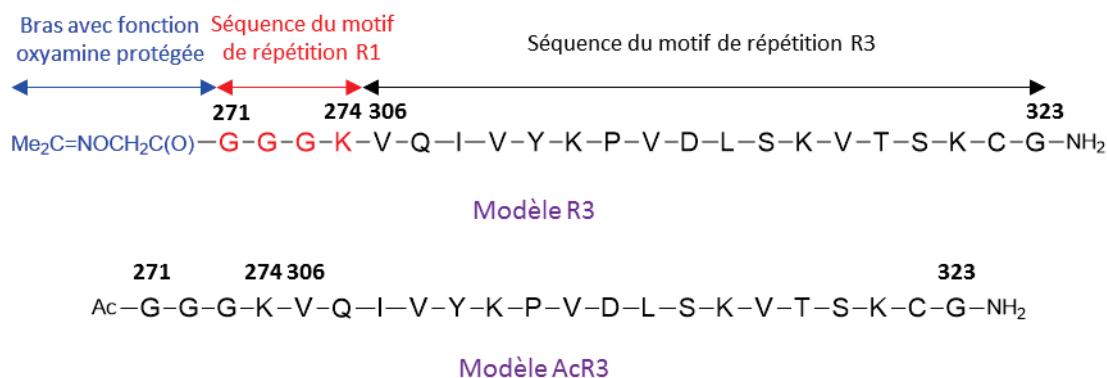 Bras avec fonction
oxyamine protégée
Séquence du motif
de répétition R1
Séquence du motif de répétition R3
271 274 306 323
Me₂C=NOCH₂C(O)–G–G–G–K–V–Q–I–V–Y–K–P–V–D–L–S–K–V–T–S–K–C–G–NH₂
Modèle R3
271 274 306 323
Ac–G–G–G–K–V–Q–I–V–Y–K–P–V–D–L–S–K–V–T–S–K–C–G–NH₂
Modèle AcR3